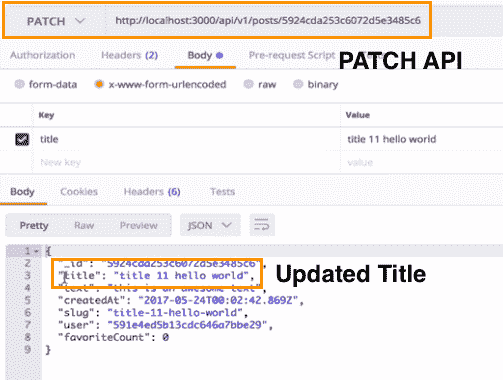 PATCH http://localhost:3000/api/v1/posts/5924cda253c6072d5e3485c6
Authorization Headers (2) Body Pre-request Script
PATCH API
form-data x-www-form-urlencoded raw binary
Key Value
title title 11 hello world
New key value
Body Cookies Headers (6) Tests
Pretty Raw Preview JSON
1 {
2 "_id": "5924cda253c6072d5e3485c6",
3 "title": "title 11 hello world",
Updated Title
4 "text": "this is an awesome text",
5 "createdAt": "2017-05-24T00:02:42.869Z",
6 "slug": "title-11-hello-world",
7 "user": "591e4ed5b13cdc646a7bbe29",
8 "favoriteCount": 0
9 }